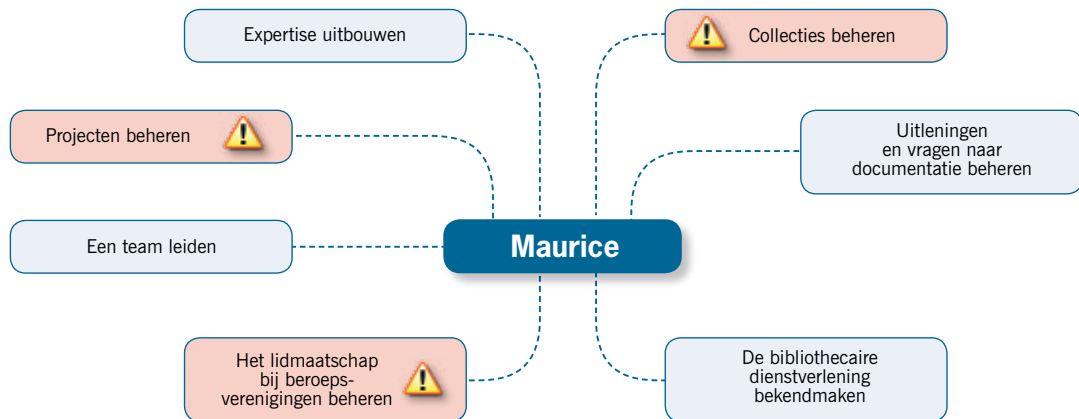 Expertise uitbouwen
Collecties beheren
Projecten beheren
Uitleningen
en vragen naar
documentatie beheren
Een team leiden
Maurice
Het lidmaatschap
bij beroeps-
verenigingen beheren
De bibliothecaire
dienstverlening
bekendmaken